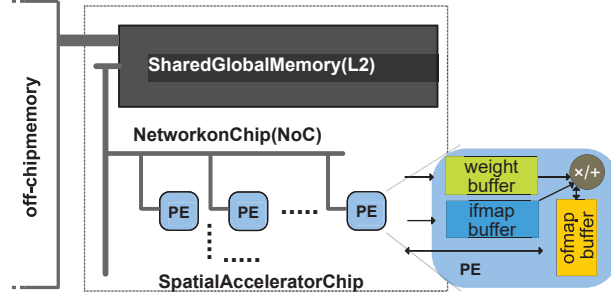 off-chipmemory
SharedGlobalMemory(L2)
NetworkonChip(NoC)
PE
PE
.....
PE
.....
SpatialAcceleratorChip
weight
buffer
ifmap
buffer
×/+
ofmap
buffer
PE